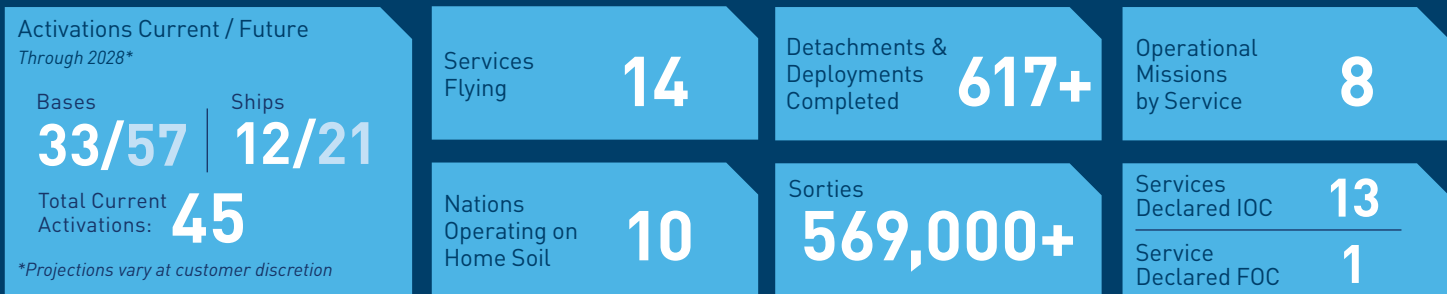 Activations Current / Future
Through 2028*
Bases
33/57
Ships
12/21
Total Current
Activations: 45
*Projections vary at customer discretion
Services
Flying
14
Nations
Operating on
Home Soil
10
Detachments &
Deployments
Completed
617+
Sorties
569,000+
Operational
Missions
by Service
8
Services
Declared IOC
13
Service
Declared FOC
1